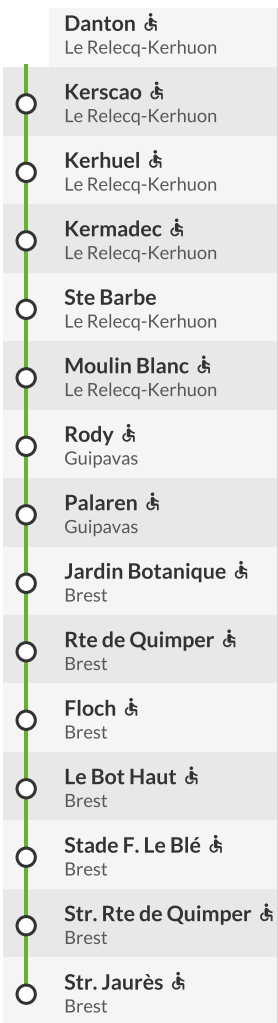 Danton
Le Relecq-Kerhuon
Kerscao
Le Relecq-Kerhuon
Kerhuel
Le Relecq-Kerhuon
Kermadec
Le Relecq-Kerhuon
Ste Barbe
Le Relecq-Kerhuon
Moulin Blanc
Le Relecq-Kerhuon
Rody
Guipavas
Palaren
Guipavas
Jardin Botanique
Brest
Rte de Quimper
Brest
Floch
Brest
Le Bot Haut
Brest
Stade F. Le Blé
Brest
Str. Rte de Quimper
Brest
Str. Jaurès
Brest